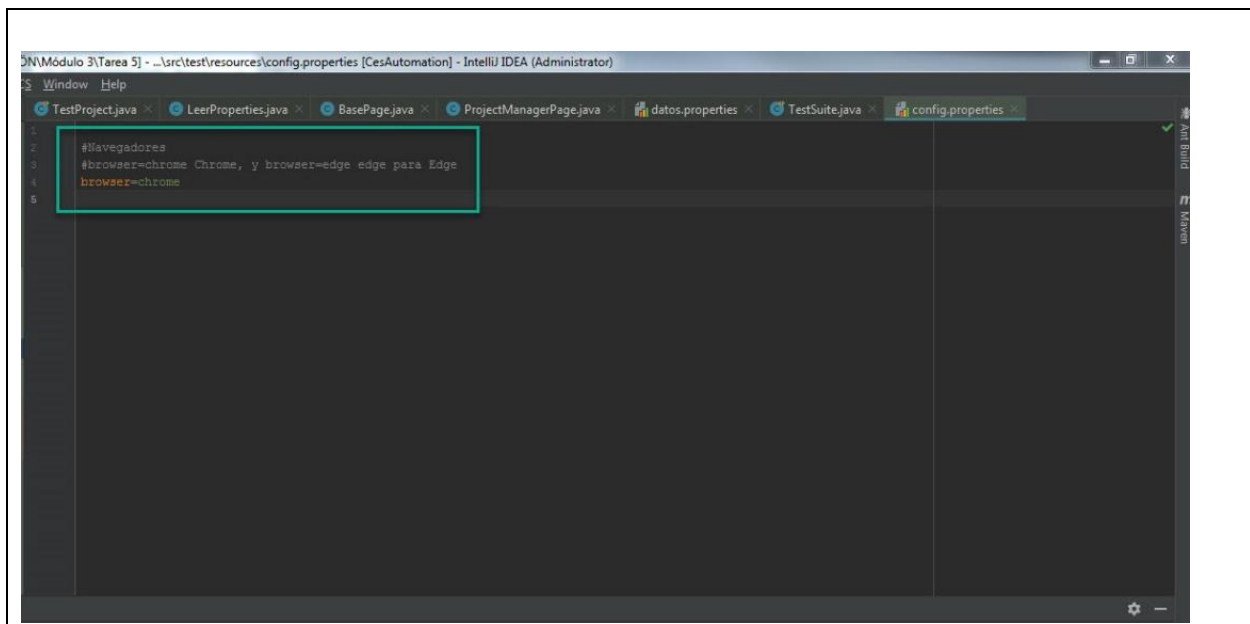 ÓN\Módulo 3\Tarea 5] - ...\src\test\resources\config.properties [CesAutomation] - IntelliJ IDEA (Administrator)
CS Window Help
TestProject.java LeerProperties.java BasePage.java ProjectManagerPage.java datos.properties TestSuite.java config.properties
1
2 #Navegadores
3 #browser=chrome Chrome, y browser=edge edge para Edge
4 browser=chrome
5
Ant Build
Maven